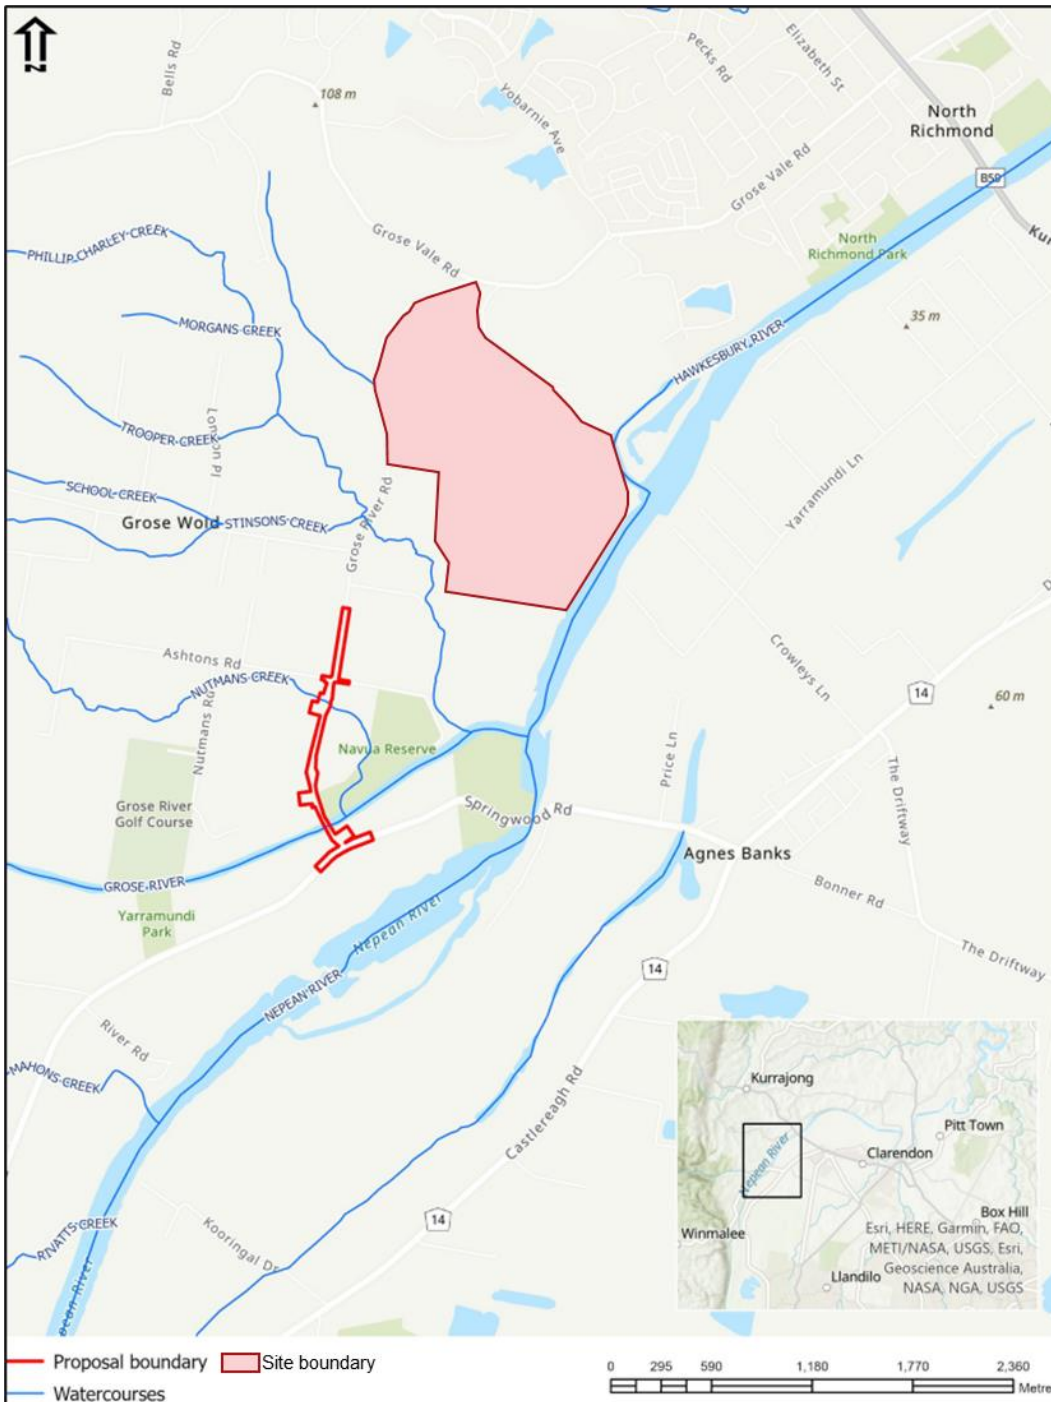 N
Bells Rd
108 m
Yobarnie Ave
Pecks Rd
Elizabeth St
North
Richmond
B59
Grose Vale Rd
PHILLIP CHARLEY CREEK
Grose Vale Rd
North
Richmond Park
MORGANS CREEK
HAWKESBURY RIVER
35 m
TROOPER CREEK
London Pl
SCHOOL CREEK
Grose Wold
STINSONS CREEK
Grose River Rd
Yarramundi Ln
Ashtons Rd
NUTMANS CREEK
Nutmans Rd
Crowleys Ln
14
60 m
Navua Reserve
Price Ln
The Driftway
Grose River
Golf Course
Springwood Rd
Agnes Banks
GROSE RIVER
Bonner Rd
Yarramundi
Park
Nepean River
The Driftway
14
NEPEAN RIVER
River Rd
MAHONS CREEK
Castlereagh Rd
Kurrajong
Pitt Town
Clarendon
Nepean River
14
RIVATTS CREEK
Kooringal Dr
Winmalee
Box Hill
Llandilo
Esri, HERE, Garmin, FAO,
METI/NASA, USGS, Esri,
Geoscience Australia,
NASA, NGA, USGS
Proposal boundary
Site boundary
Watercourses
0 295 590 1,180 1,770 2,360
Metre